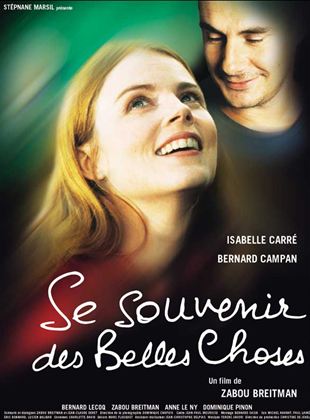 STÉPHANE MARSIL présente
ISABELLE CARRÉ
BERNARD CAMPAN
Se Souvenir
des Belles Choses
Un film de
ZABOU BREITMAN
BERNARD LECOQ ZABOU BREITMAN ANNE LE NY DOMINIQUE PINON